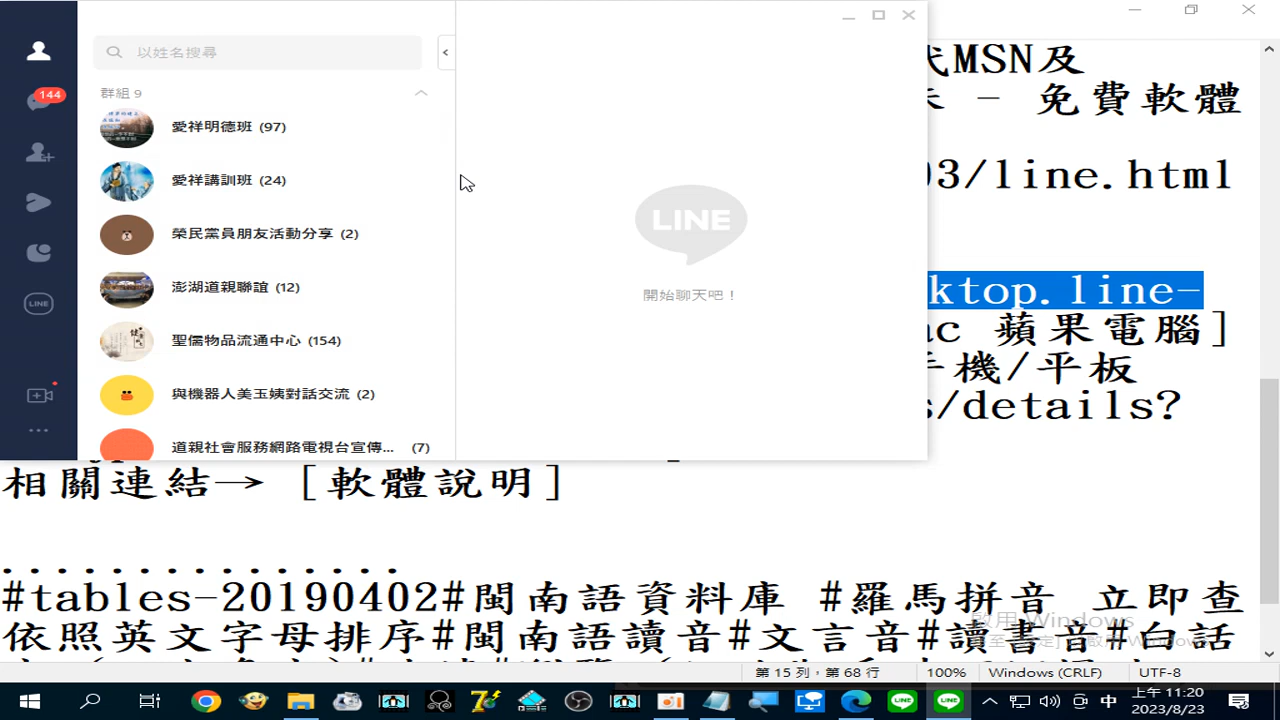 144
LINE
以姓名搜尋
群組 9
愛祥明德班 (97)
愛祥講訓班 (24)
榮民黨員朋友活動分享 (2)
澎湖道親聯誼 (12)
聖儒物品流通中心 (154)
與機器人美玉姨對話交流 (2)
道親社會服務網路電視台宣傳... (7)
LINE
開始聊天吧！
MSN及
- 免費軟體
03/line.html
ktop.line-
ac 蘋果電腦]
機/平板
s/details?
相關連結→ [軟體說明]
...............
#tables-20190402#閩南語資料庫 #羅馬拼音 立即查
依照英文字母排序#閩南語讀音#文言音#讀書音#白話
啟用 Windows
第 15 列，第 68 行
100%
Windows (CRLF)
UTF-8
中
上午 11:20
2023/8/23